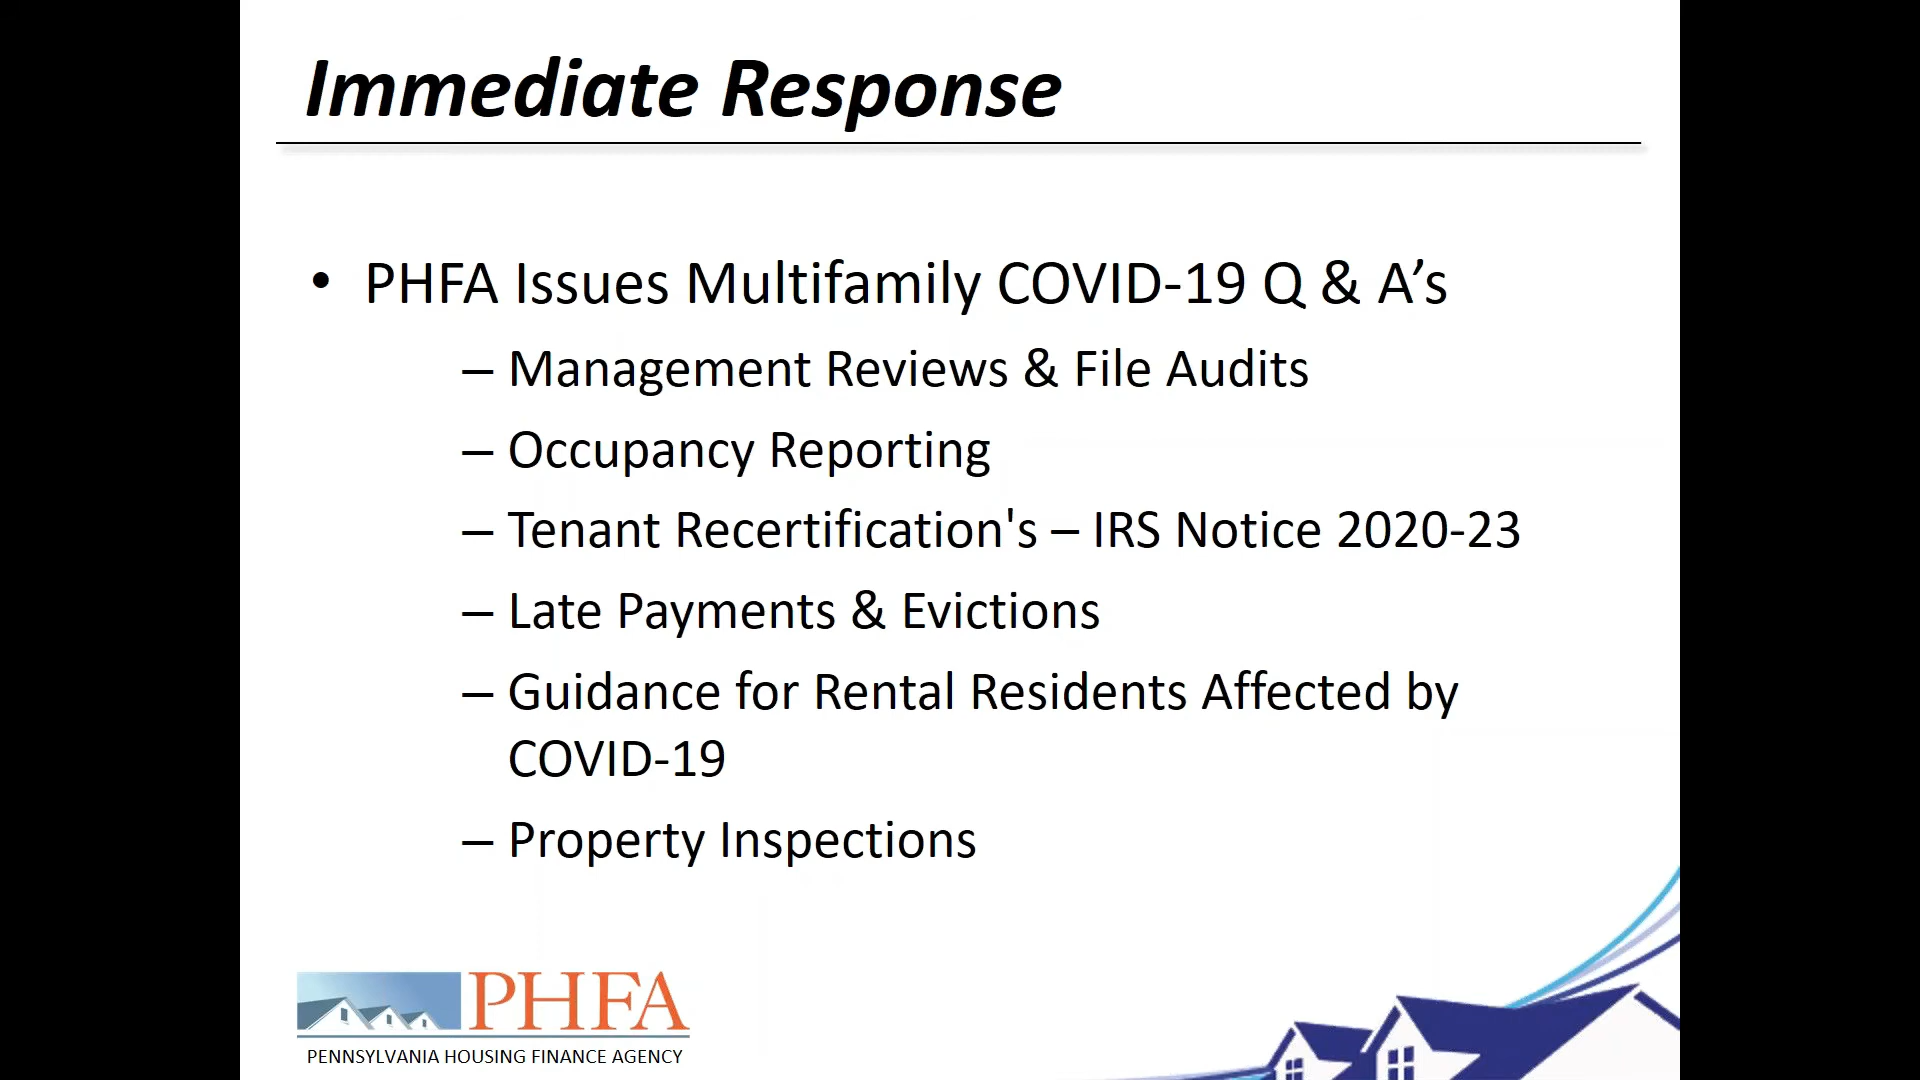 Immediate Response
• PHFA Issues Multifamily COVID-19 Q & A’s
– Management Reviews & File Audits
– Occupancy Reporting
– Tenant Recertification's – IRS Notice 2020-23
– Late Payments & Evictions
– Guidance for Rental Residents Affected by
COVID-19
– Property Inspections
PHFA
PENNSYLVANIA HOUSING FINANCE AGENCY